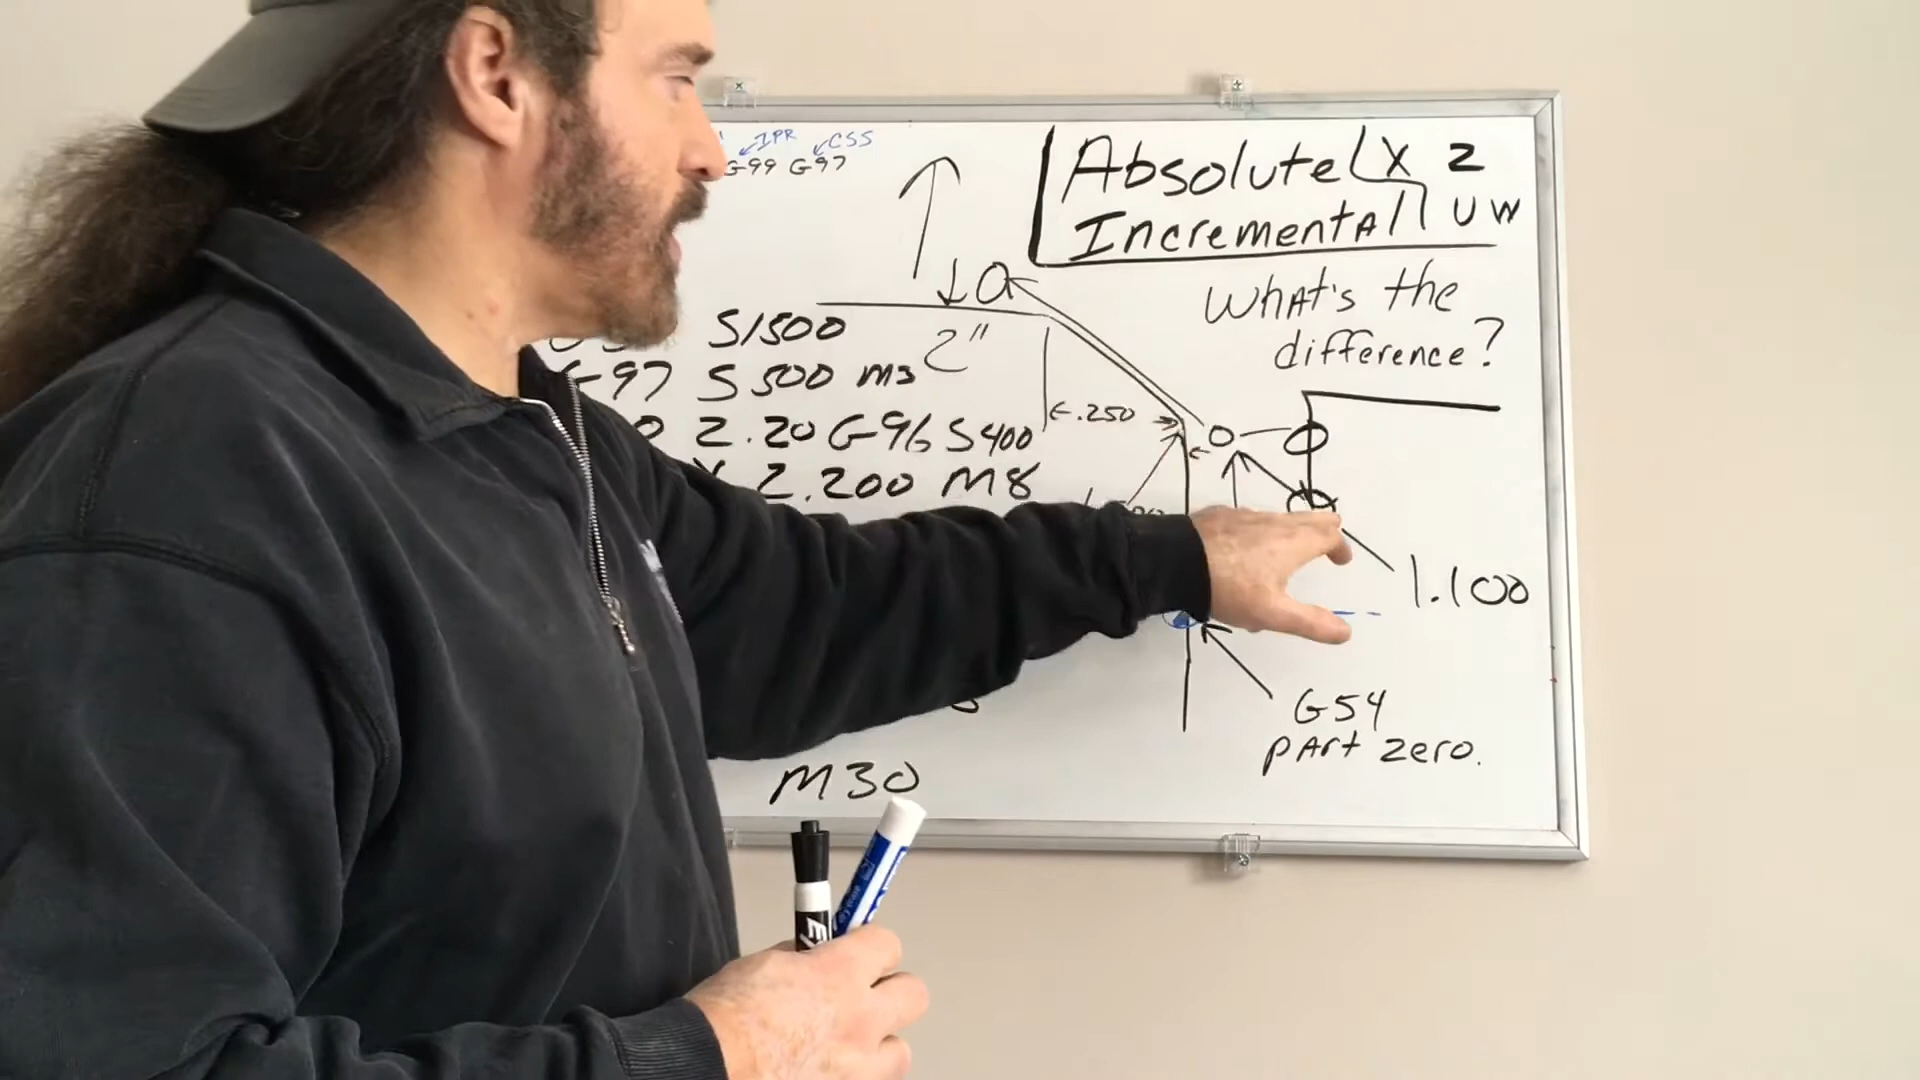 IPR CSS
G99 G97
Absolute X Z
Incremental U W
What's the
difference?
S1500
2"
G97 S500 M3
.250
Z.20 G96 S400
Z.200 M8
1.100
G54
part zero.
M30